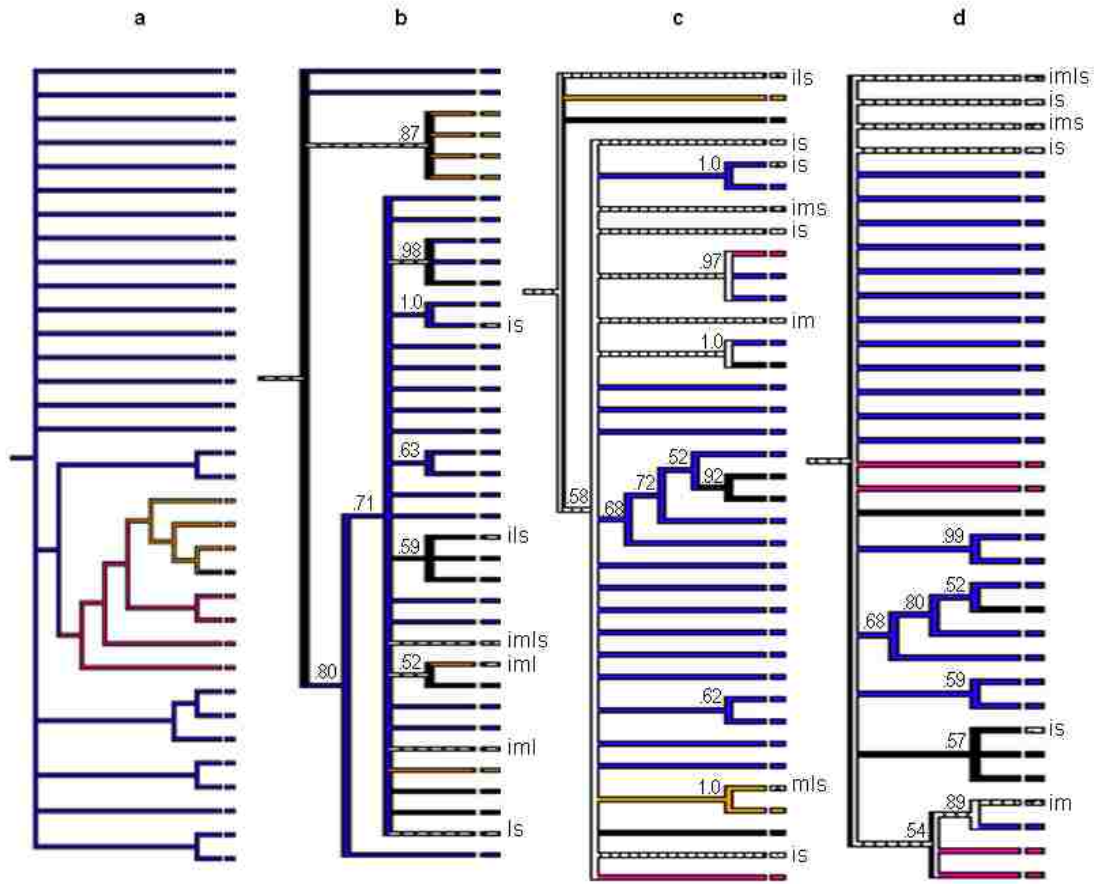 a b c d
ils
imls
is
ims
is
.87
is
1.0
is
ims
is
.98
.97
1.0
is
im
1.0
.63
.52
.92
.72
.68
.71
.58
ils
.59
.99
.52
.80
.68
imls
.52
iml
.80
.62
.59
is
.57
iml
1.0
mls
im
.89
ls
.54
is